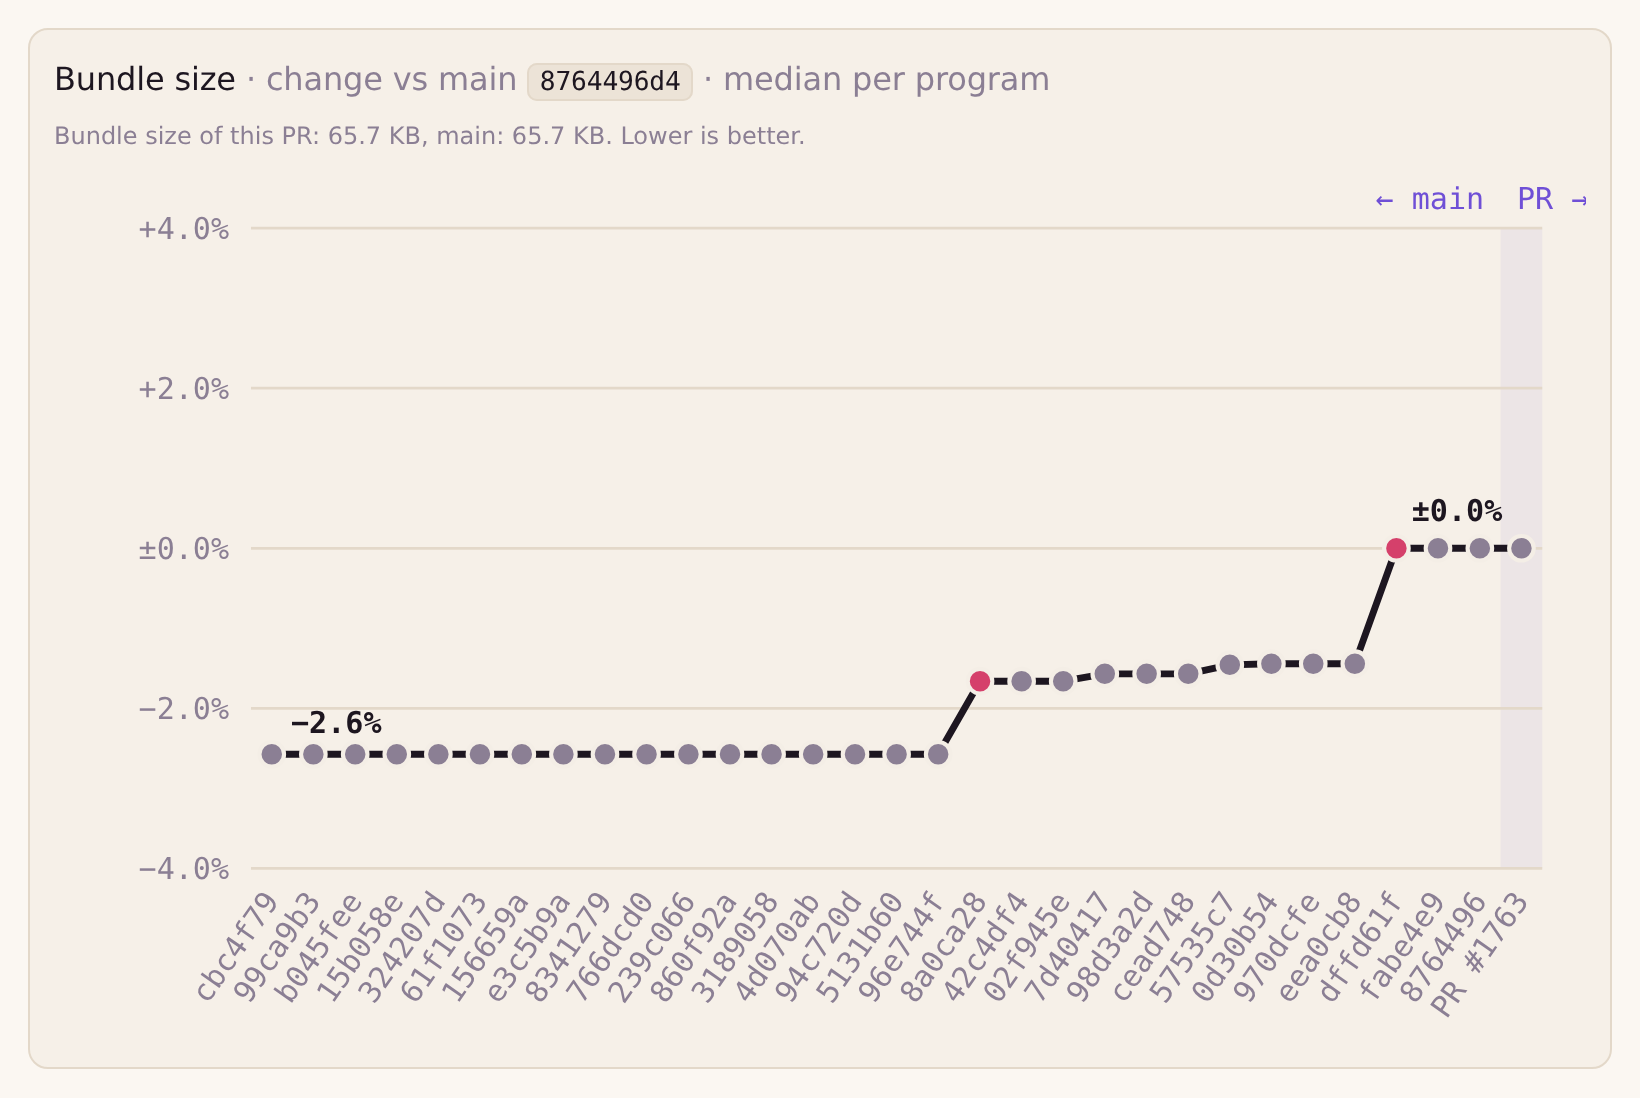 Bundle size · change vs main 8764496d4 · median per program
Bundle size of this PR: 65.7 KB, main: 65.7 KB. Lower is better.
← main PR →
+4.0%
+2.0%
±0.0%
−2.0%
−4.0%
−2.6%
±0.0%
cbc4f79
99ca9b3
b045fee
15b058e
324207d
61f1073
156659a
e3c5b9a
8341279
766dcd0
239c066
860f92a
3189058
4d070ab
94c720d
5131b60
96e744f
8a0ca28
42c4df4
02f945e
7d40417
98d3a2d
cead748
57535c7
0d30b54
970dcfe
eea0cb8
dffd61f
fabe4e9
8764496
PR #1763